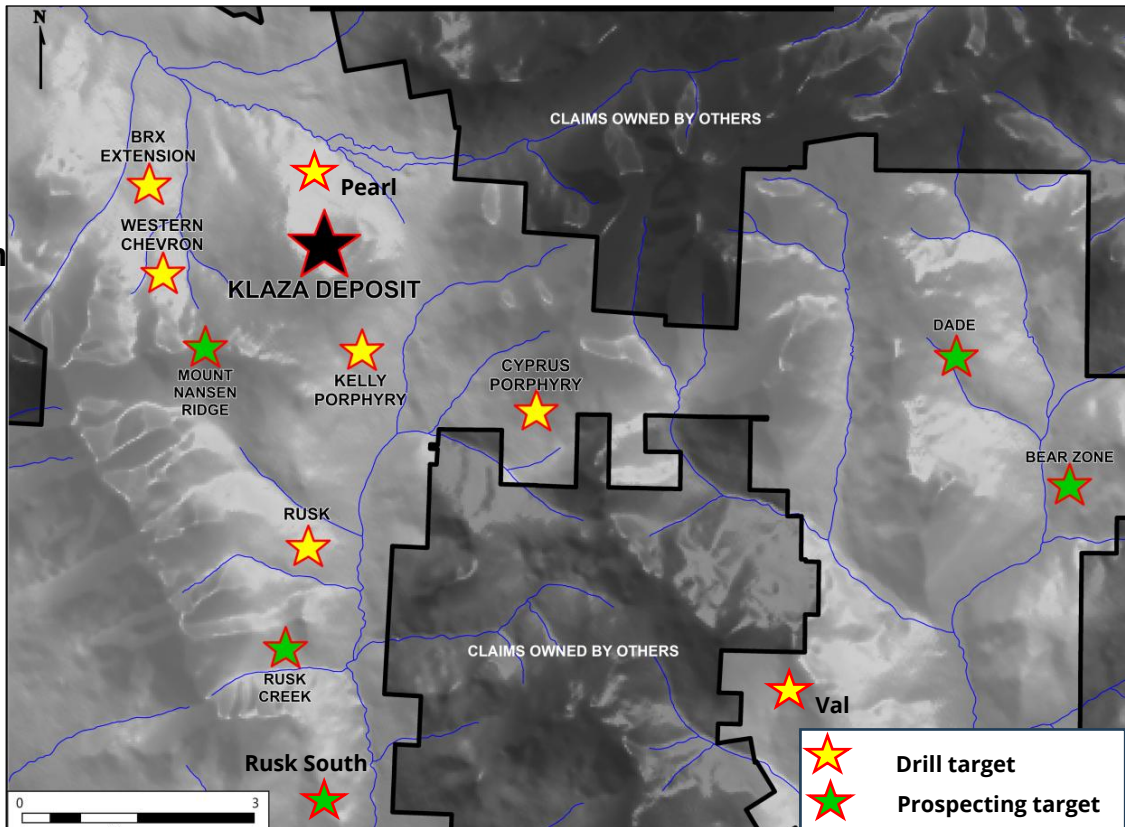 N
CLAIMS OWNED BY OTHERS
BRX
EXTENSION
Pearl
WESTERN
CHEVRON
KLAZA DEPOSIT
MOUNT
NANSEN
RIDGE
KELLY
PORPHYRY
CYPRUS
PORPHYRY
DADE
BEAR ZONE
RUSK
RUSK
CREEK
CLAIMS OWNED BY OTHERS
Val
Rusk South
0 3
Drill target
Prospecting target